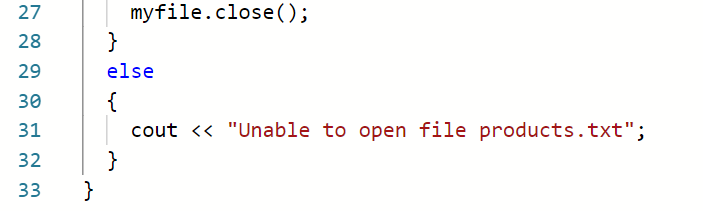 27 myfile.close();
28 }
29 else
30 {
31 cout << "Unable to open file products.txt";
32 }
33 }